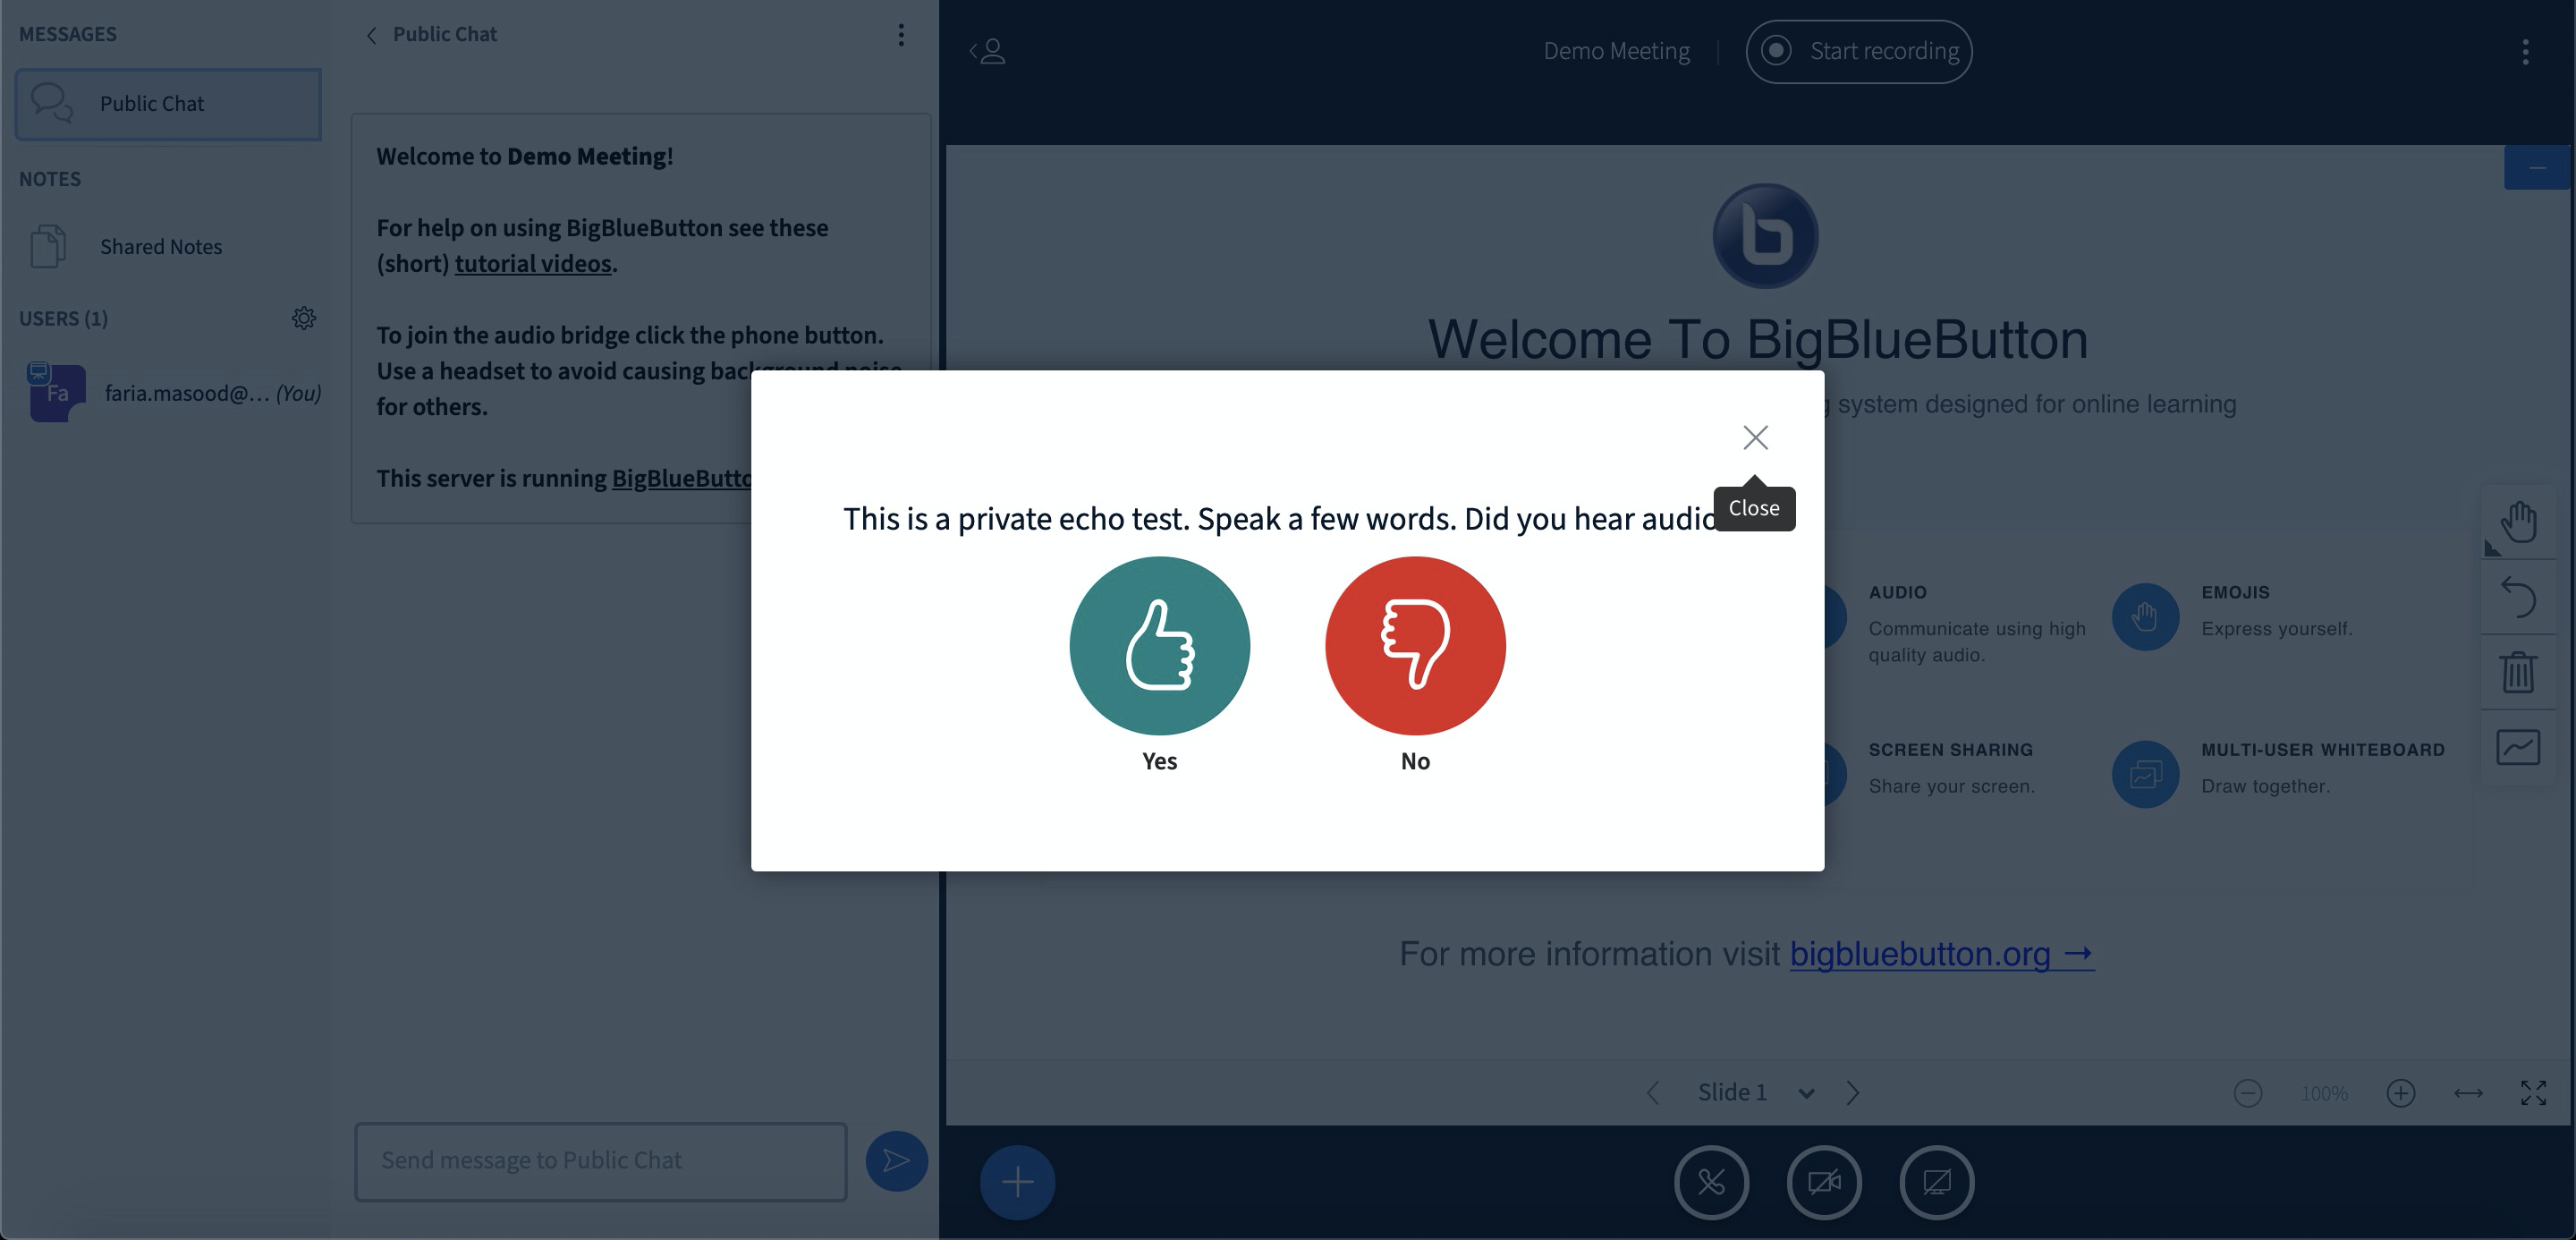 MESSAGES
Public Chat
NOTES
Shared Notes
USERS (1)
Fa
faria.masood@... (You)
Public Chat
Welcome to Demo Meeting!
For help on using BigBlueButton see these
(short) tutorial videos.
To join the audio bridge click the phone button.
Use a headset to avoid causing background noise
for others.
This server is running BigBlueButto
Send message to Public Chat
Demo Meeting
Start recording
b
Welcome To BigBlueButton
system designed for online learning
Close
This is a private echo test. Speak a few words. Did you hear audio
Yes
No
AUDIO
Communicate using high
quality audio.
EMOJIS
Express yourself.
SCREEN SHARING
Share your screen.
MULTI-USER WHITEBOARD
Draw together.
For more information visit bigbluebutton.org →
Slide 1
100%